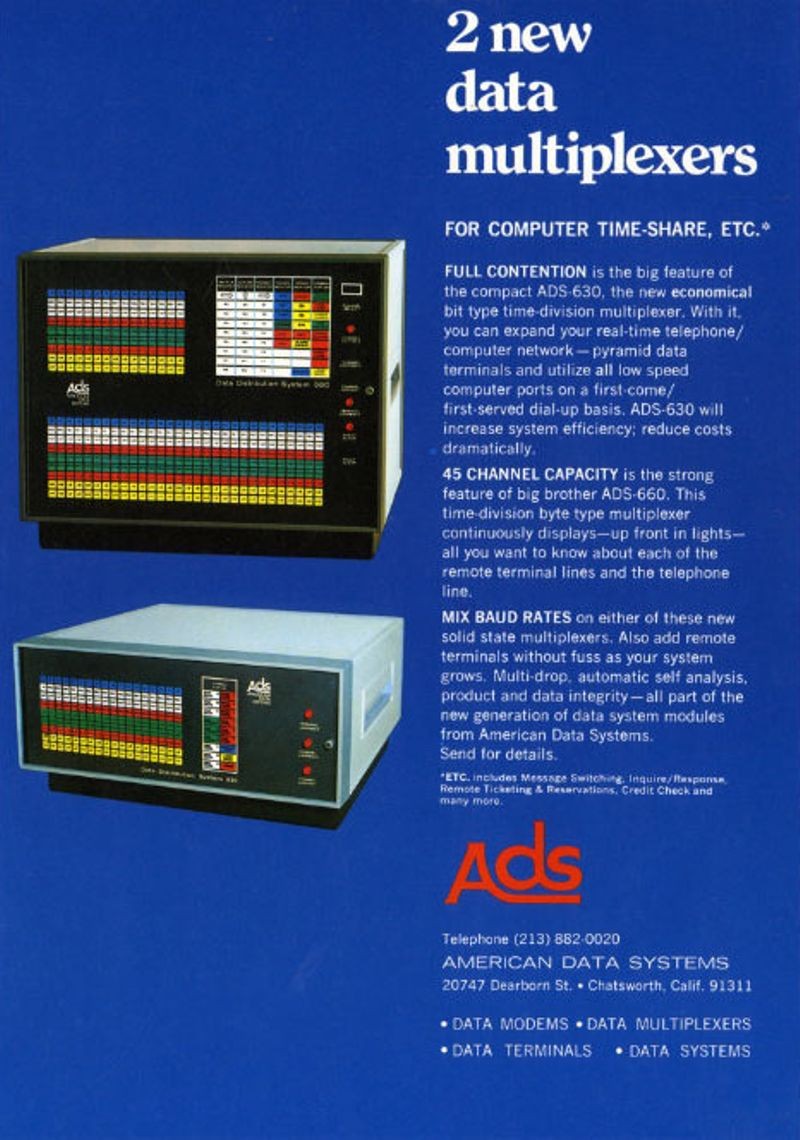 2 new
data
multiplexers
FOR COMPUTER TIME-SHARE, ETC.*
FULL CONTENTION is the big feature of
the compact ADS-630, the new economical
bit type time-division multiplexer. With it,
you can expand your real-time telephone/
computer network — pyramid data
terminals and utilize all low speed
computer ports on a first-come/
first-served dial-up basis. ADS-630 will
increase system efficiency; reduce costs
dramatically.
45 CHANNEL CAPACITY is the strong
feature of big brother ADS-660. This
time-division byte type multiplexer
continuously displays—up front in lights—
all you want to know about each of the
remote terminal lines and the telephone
line.
MIX BAUD RATES on either of these new
solid state multiplexers. Also add remote
terminals without fuss as your system
grows. Multi-drop, automatic self analysis,
product and data integrity — all part of the
new generation of data system modules
from American Data Systems.
Send for details.
*ETC. includes Message Switching, Inquire/Response,
Remote Ticketing & Reservations, Credit Check and
many more.
Ads
Telephone (213) 882-0020
AMERICAN DATA SYSTEMS
20747 Dearborn St. • Chatsworth, Calif. 91311
• DATA MODEMS • DATA MULTIPLEXERS
• DATA TERMINALS • DATA SYSTEMS
Ads
Data Distribution System
Ads
Data Distribution System